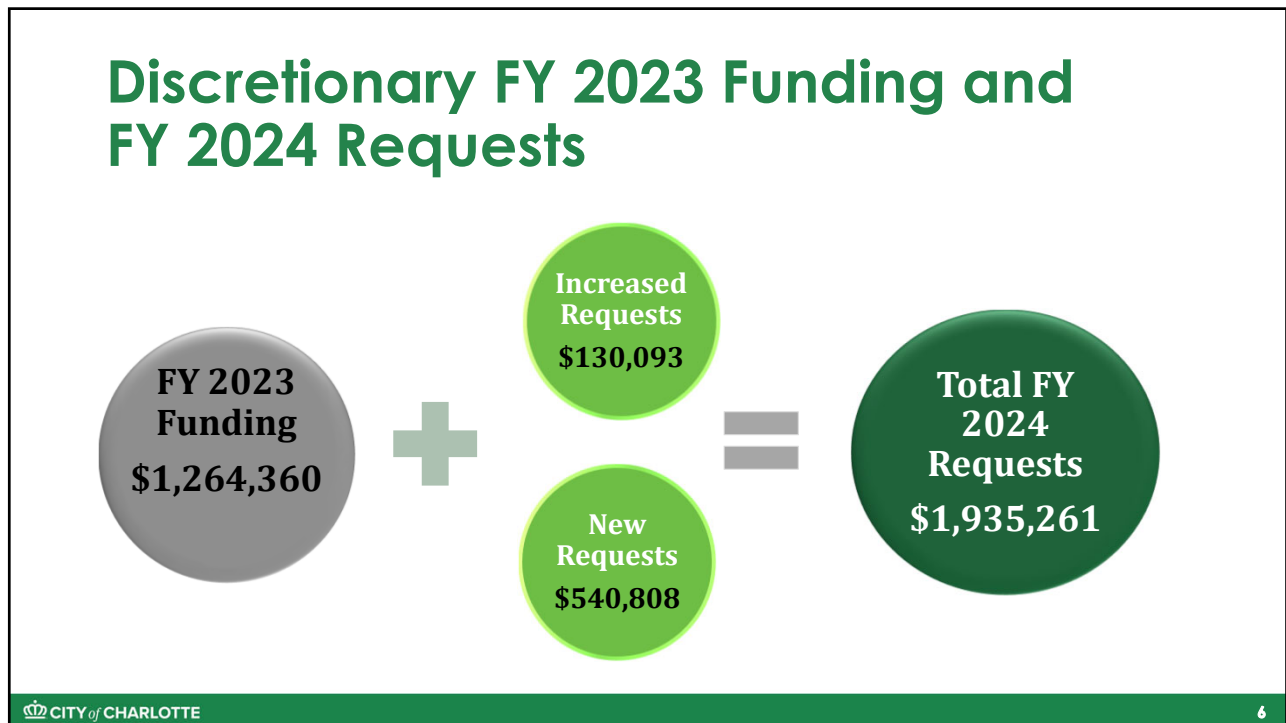 Discretionary FY 2023 Funding and
FY 2024 Requests
FY 2023
Funding
$1,264,360
Increased
Requests
$130,093
New
Requests
$540,808
Total FY
2024
Requests
$1,935,261
CITY of CHARLOTTE
6